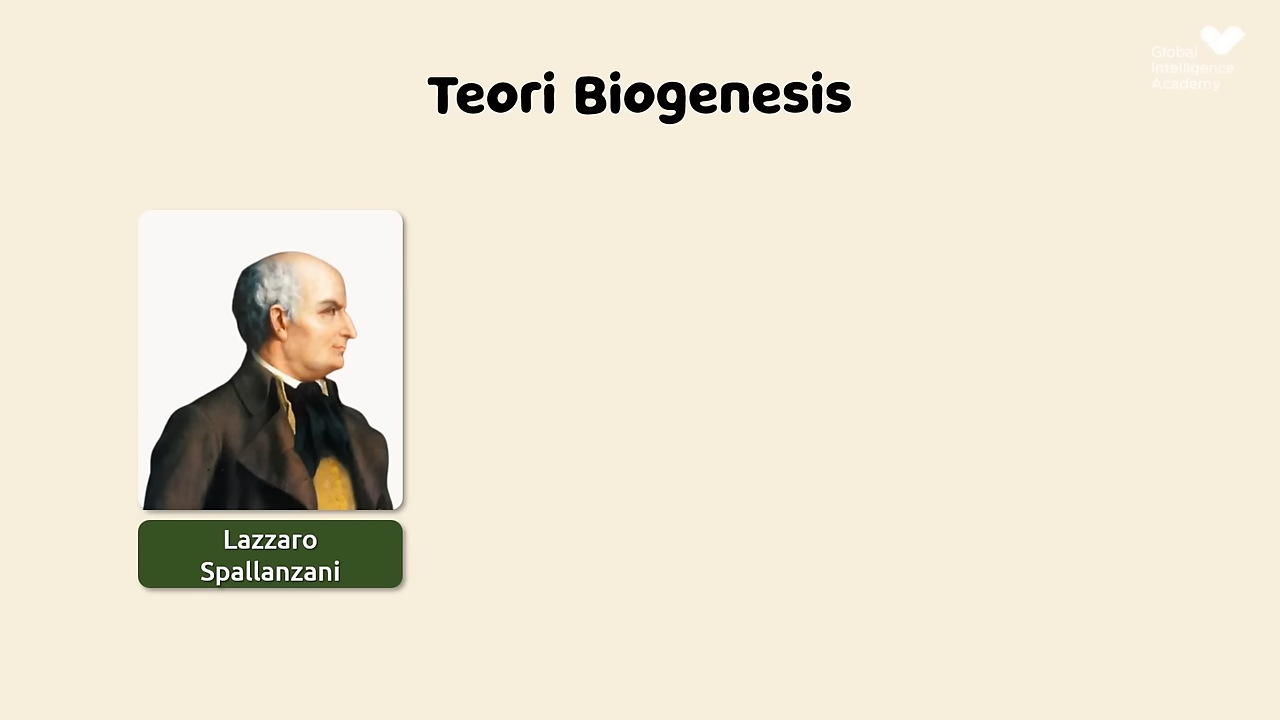 Global
Intelligence
Academy
Teori Biogenesis
Lazzaro
Spallanzani